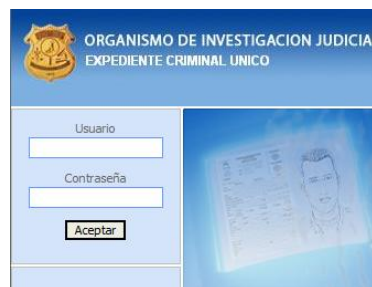 ORGANISMO DE INVESTIGACION JUDICIA
EXPEDIENTE CRIMINAL UNICO
Usuario
Contraseña
Aceptar